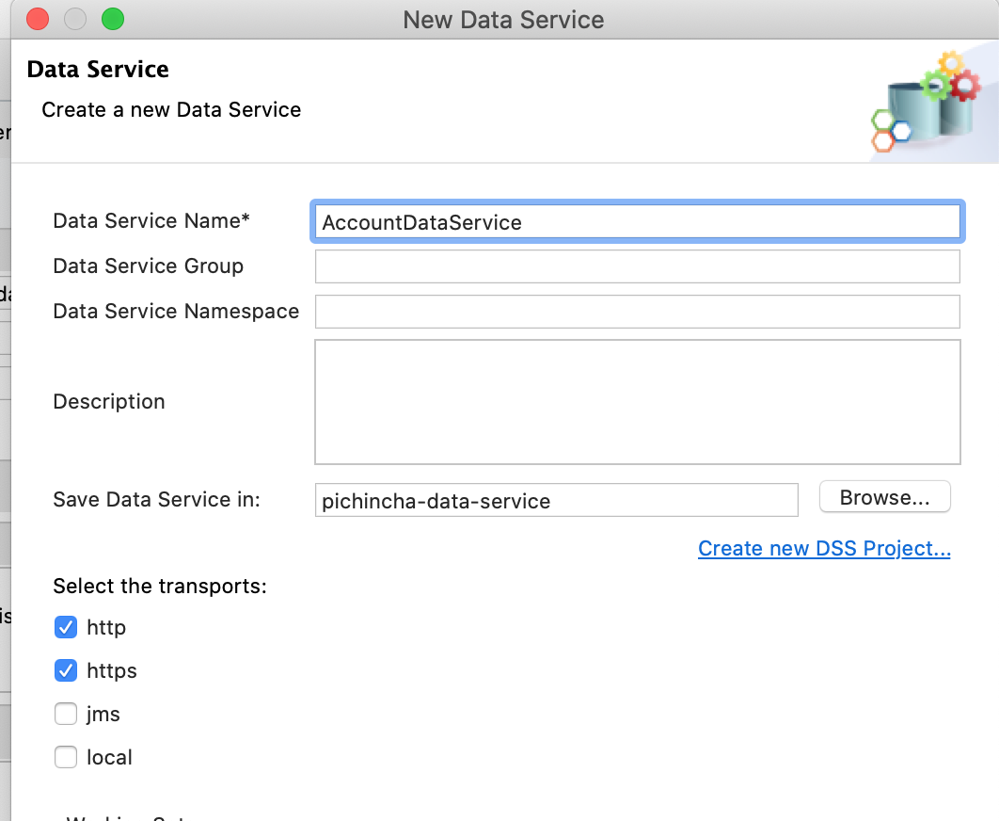 New Data Service
Data Service
Create a new Data Service
Data Service Name*
AccountDataService
Data Service Group
Data Service Namespace
Description
Save Data Service in:
pichincha-data-service
Browse...
Create new DSS Project...
Select the transports:
http
https
jms
local